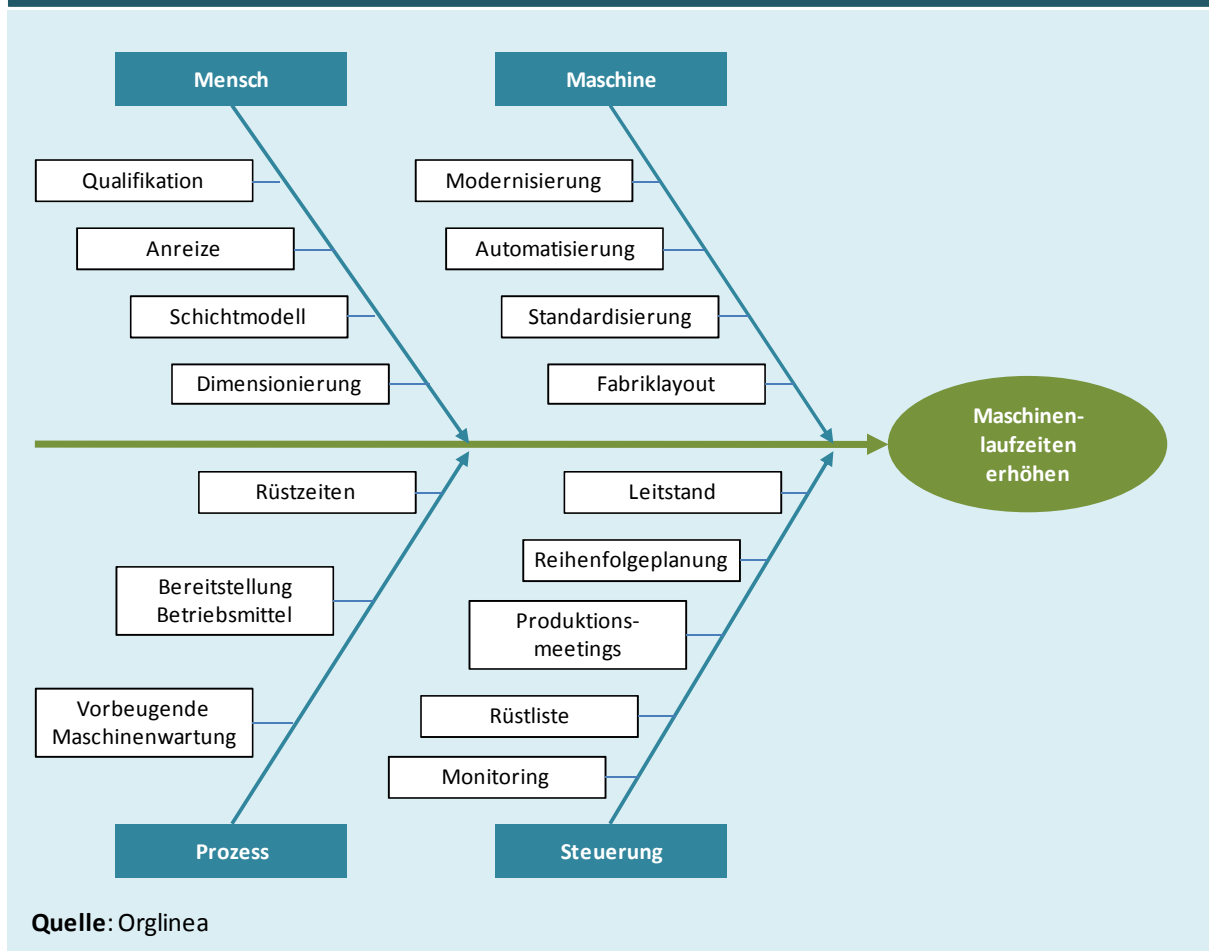 Mensch
Maschine
Qualifikation
Modernisierung
Anreize
Automatisierung
Schichtmodell
Standardisierung
Dimensionierung
Fabriklayout
Maschinen-
laufzeiten
erhöhen
Rüstzeiten
Leitstand
Reihenfolgeplanung
Bereitstellung
Betriebsmittel
Produktions-
meetings
Vorbeugende
Maschinenwartung
Rüstliste
Monitoring
Prozess
Steuerung
Quelle: Orglinea